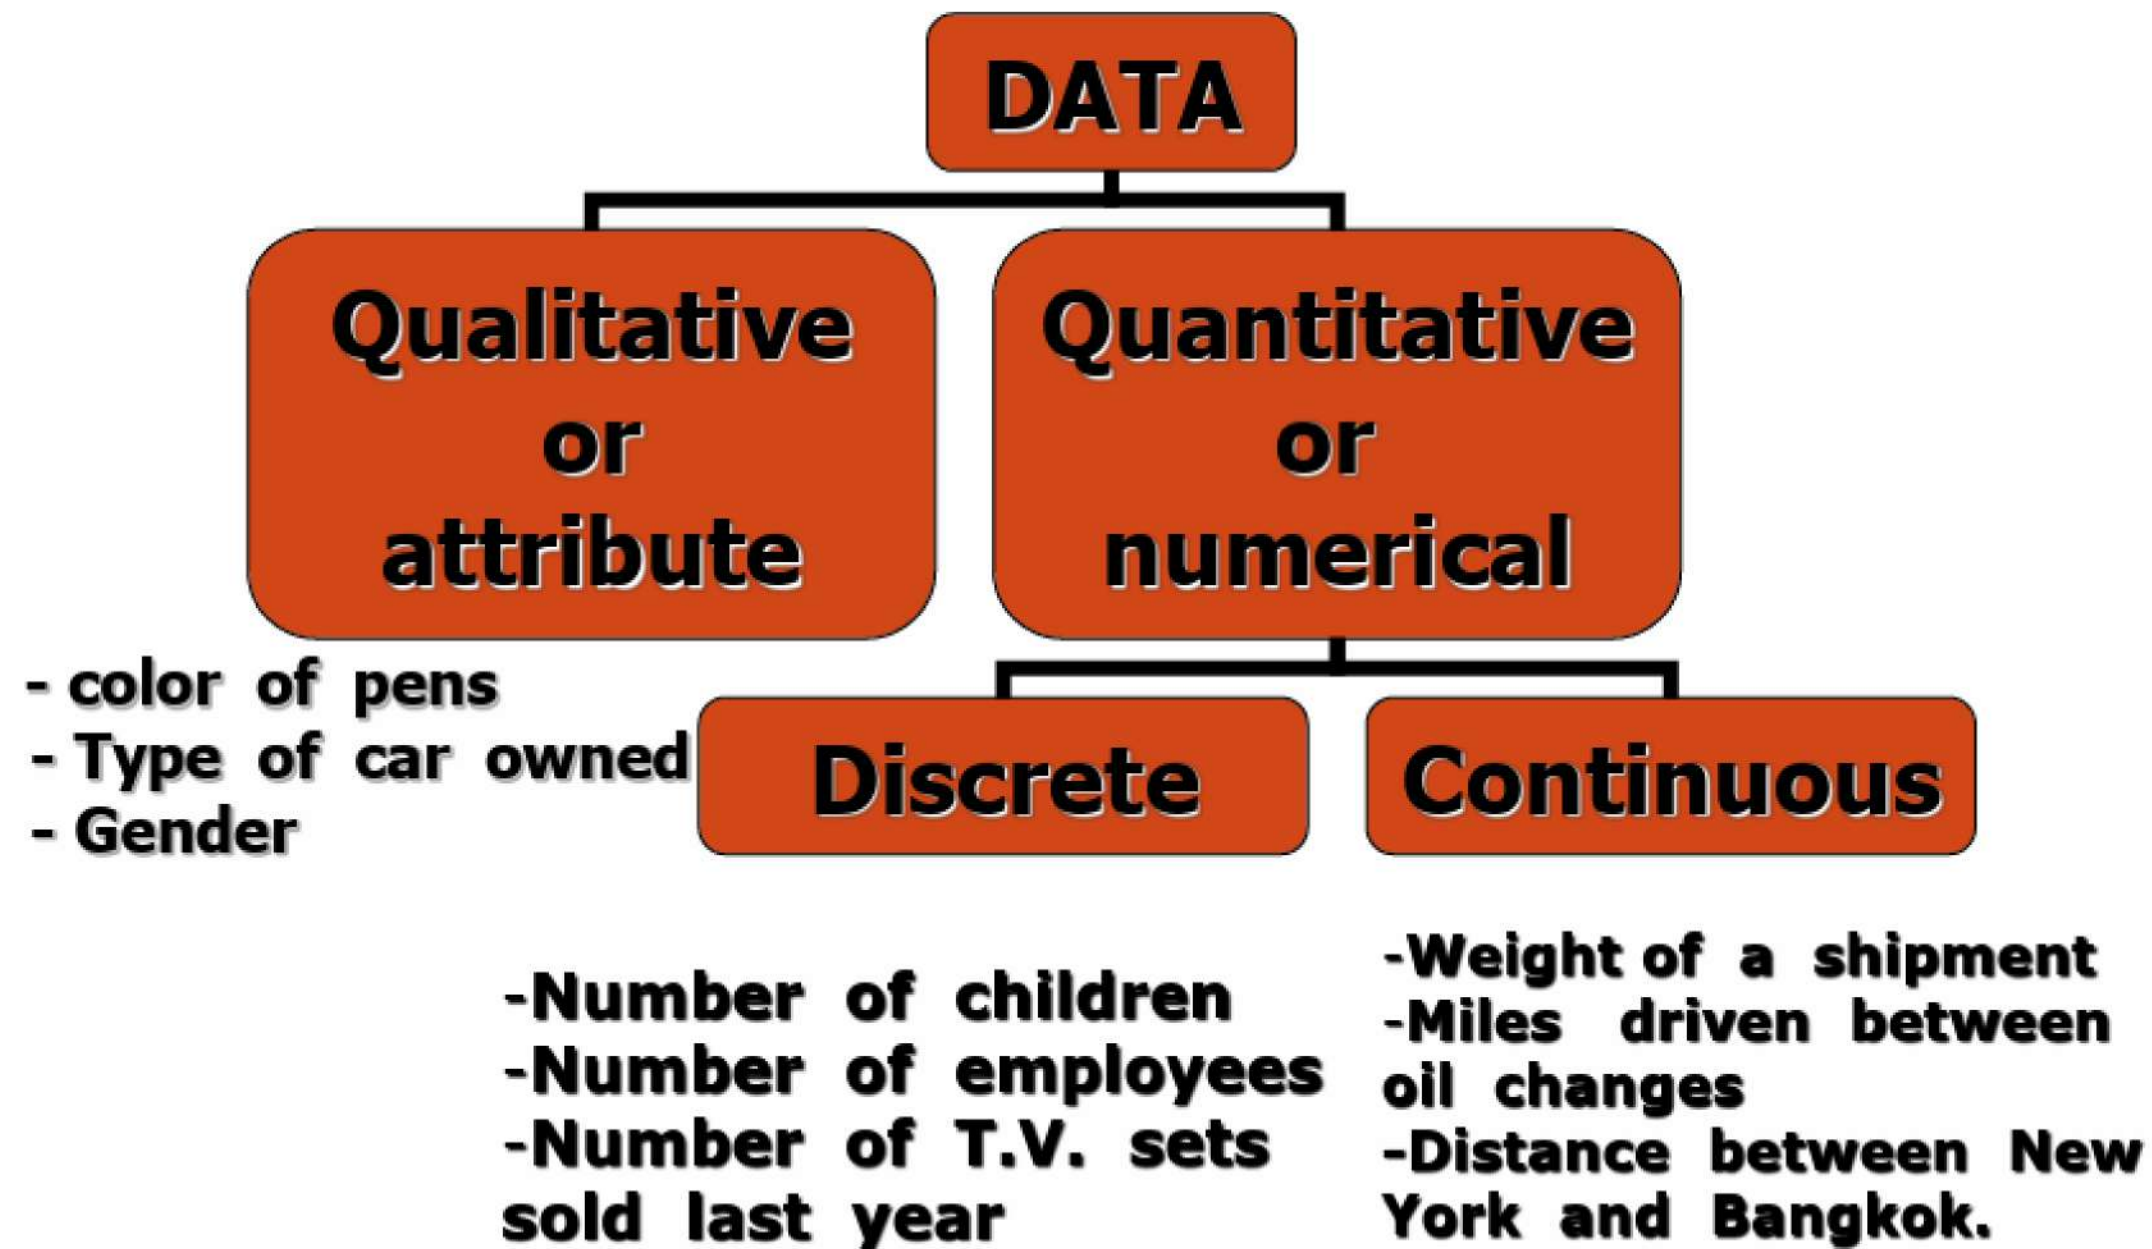 DATA
Qualitative
or
attribute
Quantitative
or
numerical
- color of pens
- Type of car owned
- Gender
Discrete
Continuous
-Number of children
-Number of employees
-Number of T.V. sets
sold last year
-Weight of a shipment
-Miles driven between
oil changes
-Distance between New
York and Bangkok.